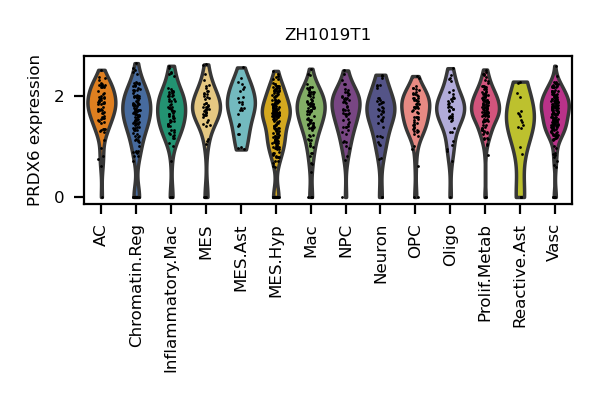 ZH1019T1
PRDX6 expression
2
0
AC
Chromatin.Reg
Inflammatory.Mac
MES
MES.Ast
MES.Hyp
Mac
NPC
Neuron
OPC
Oligo
Prolif.Metab
Reactive.Ast
Vasc